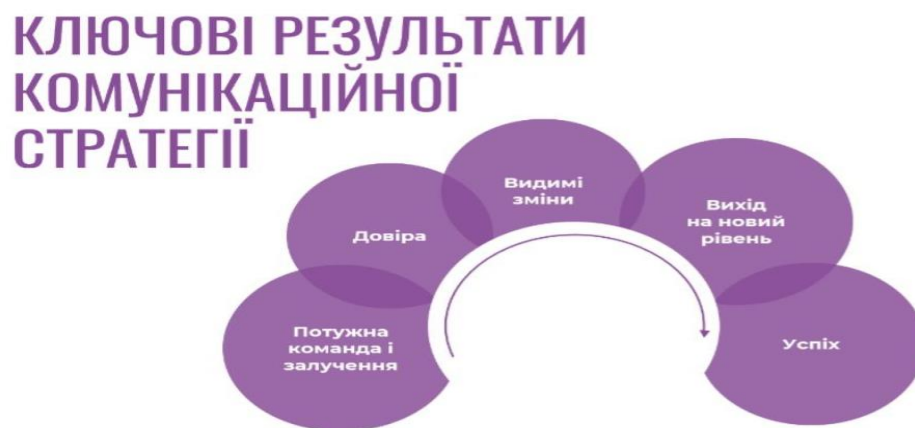 КЛЮЧОВІ РЕЗУЛЬТАТИ
КОМУНІКАЦІЙНОЇ
СТРАТЕГІЇ
Потужна
команда і
залучення
Довіра
Видимі
зміни
Вихід
на новий
рівень
Успіх